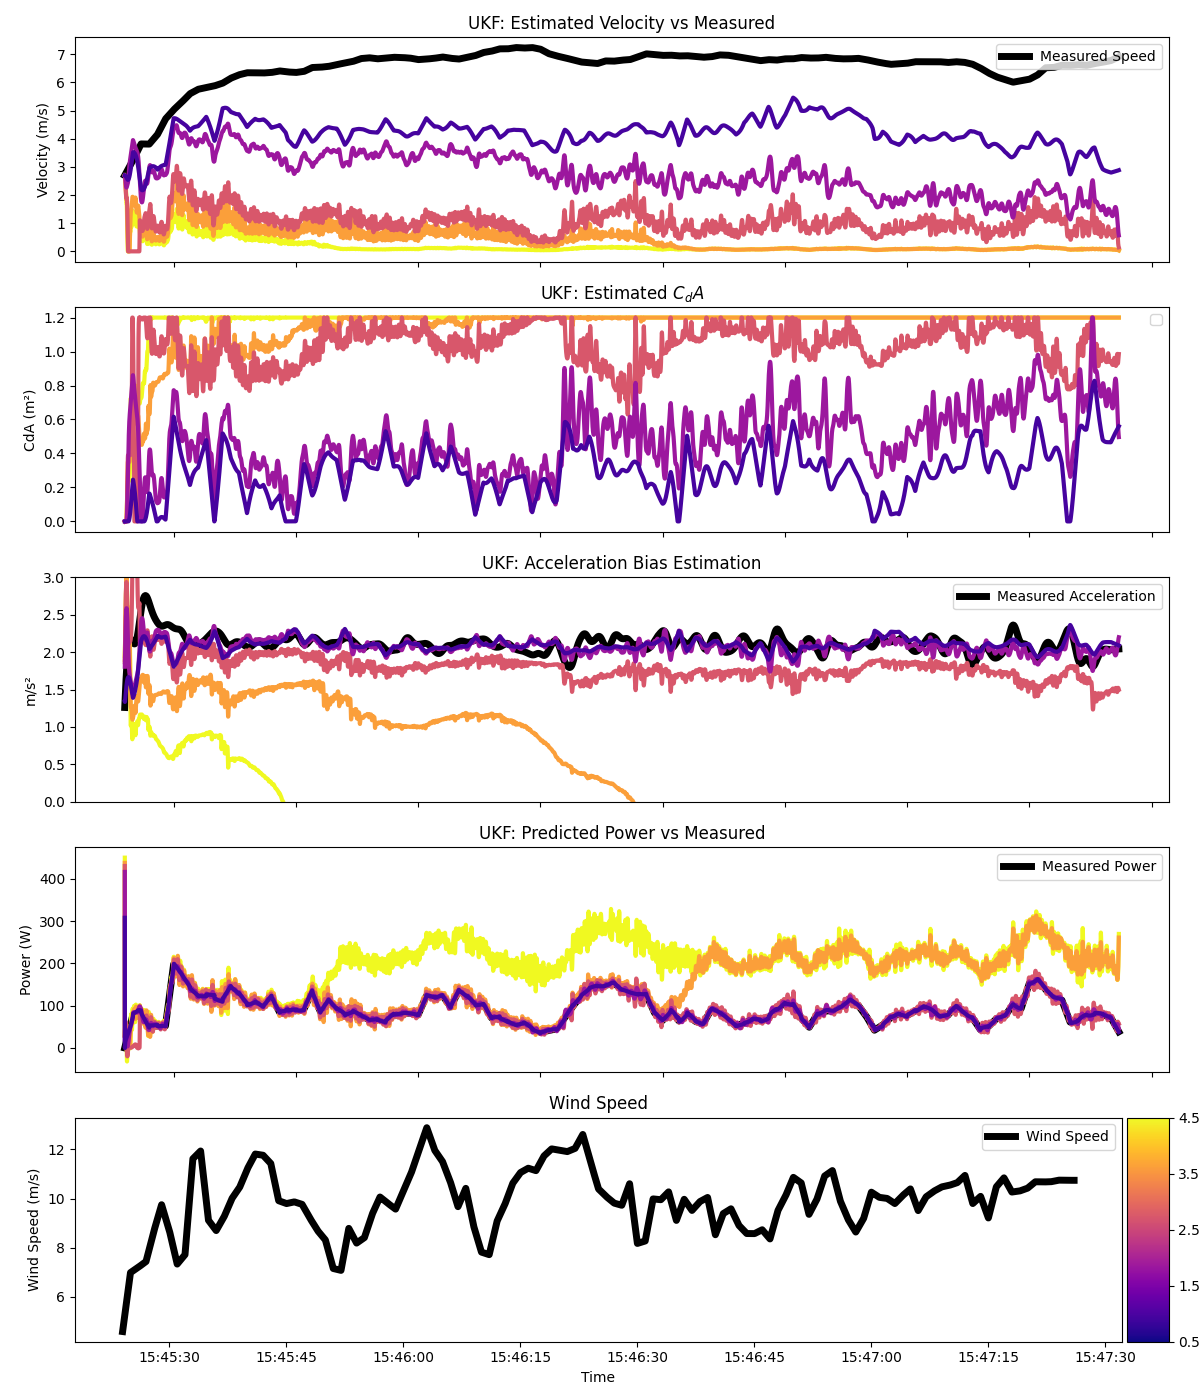 UKF: Estimated Velocity vs Measured
Velocity (m/s)
7
6
5
4
3
2
1
0
Measured Speed
UKF: Estimated CdA
CdA (m²)
1.2
1.0
0.8
0.6
0.4
0.2
0.0
UKF: Acceleration Bias Estimation
m/s²
3.0
2.5
2.0
1.5
1.0
0.5
0.0
Measured Acceleration
UKF: Predicted Power vs Measured
Power (W)
400
300
200
100
0
Measured Power
Wind Speed
Wind Speed (m/s)
12
10
8
6
Wind Speed
4.5
3.5
2.5
1.5
0.5
15:45:30 15:45:45 15:46:00 15:46:15 15:46:30 15:46:45 15:47:00 15:47:15 15:47:30
Time